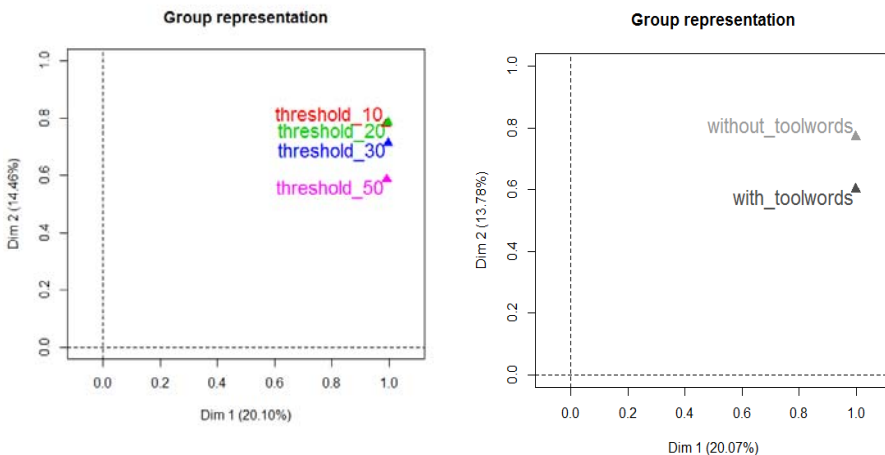 Group representation
1.0
0.8
0.6
0.4
0.2
0.0
Dim 2 (14.46%)
threshold_10
threshold_20
threshold_30
threshold_50
0.0 0.2 0.4 0.6 0.8 1.0
Dim 1 (20.10%)
Group representation
1.0
0.8
0.6
0.4
0.2
0.0
Dim 2 (13.78%)
without_toolwords
with_toolwords
0.0 0.2 0.4 0.6 0.8 1.0
Dim 1 (20.07%)